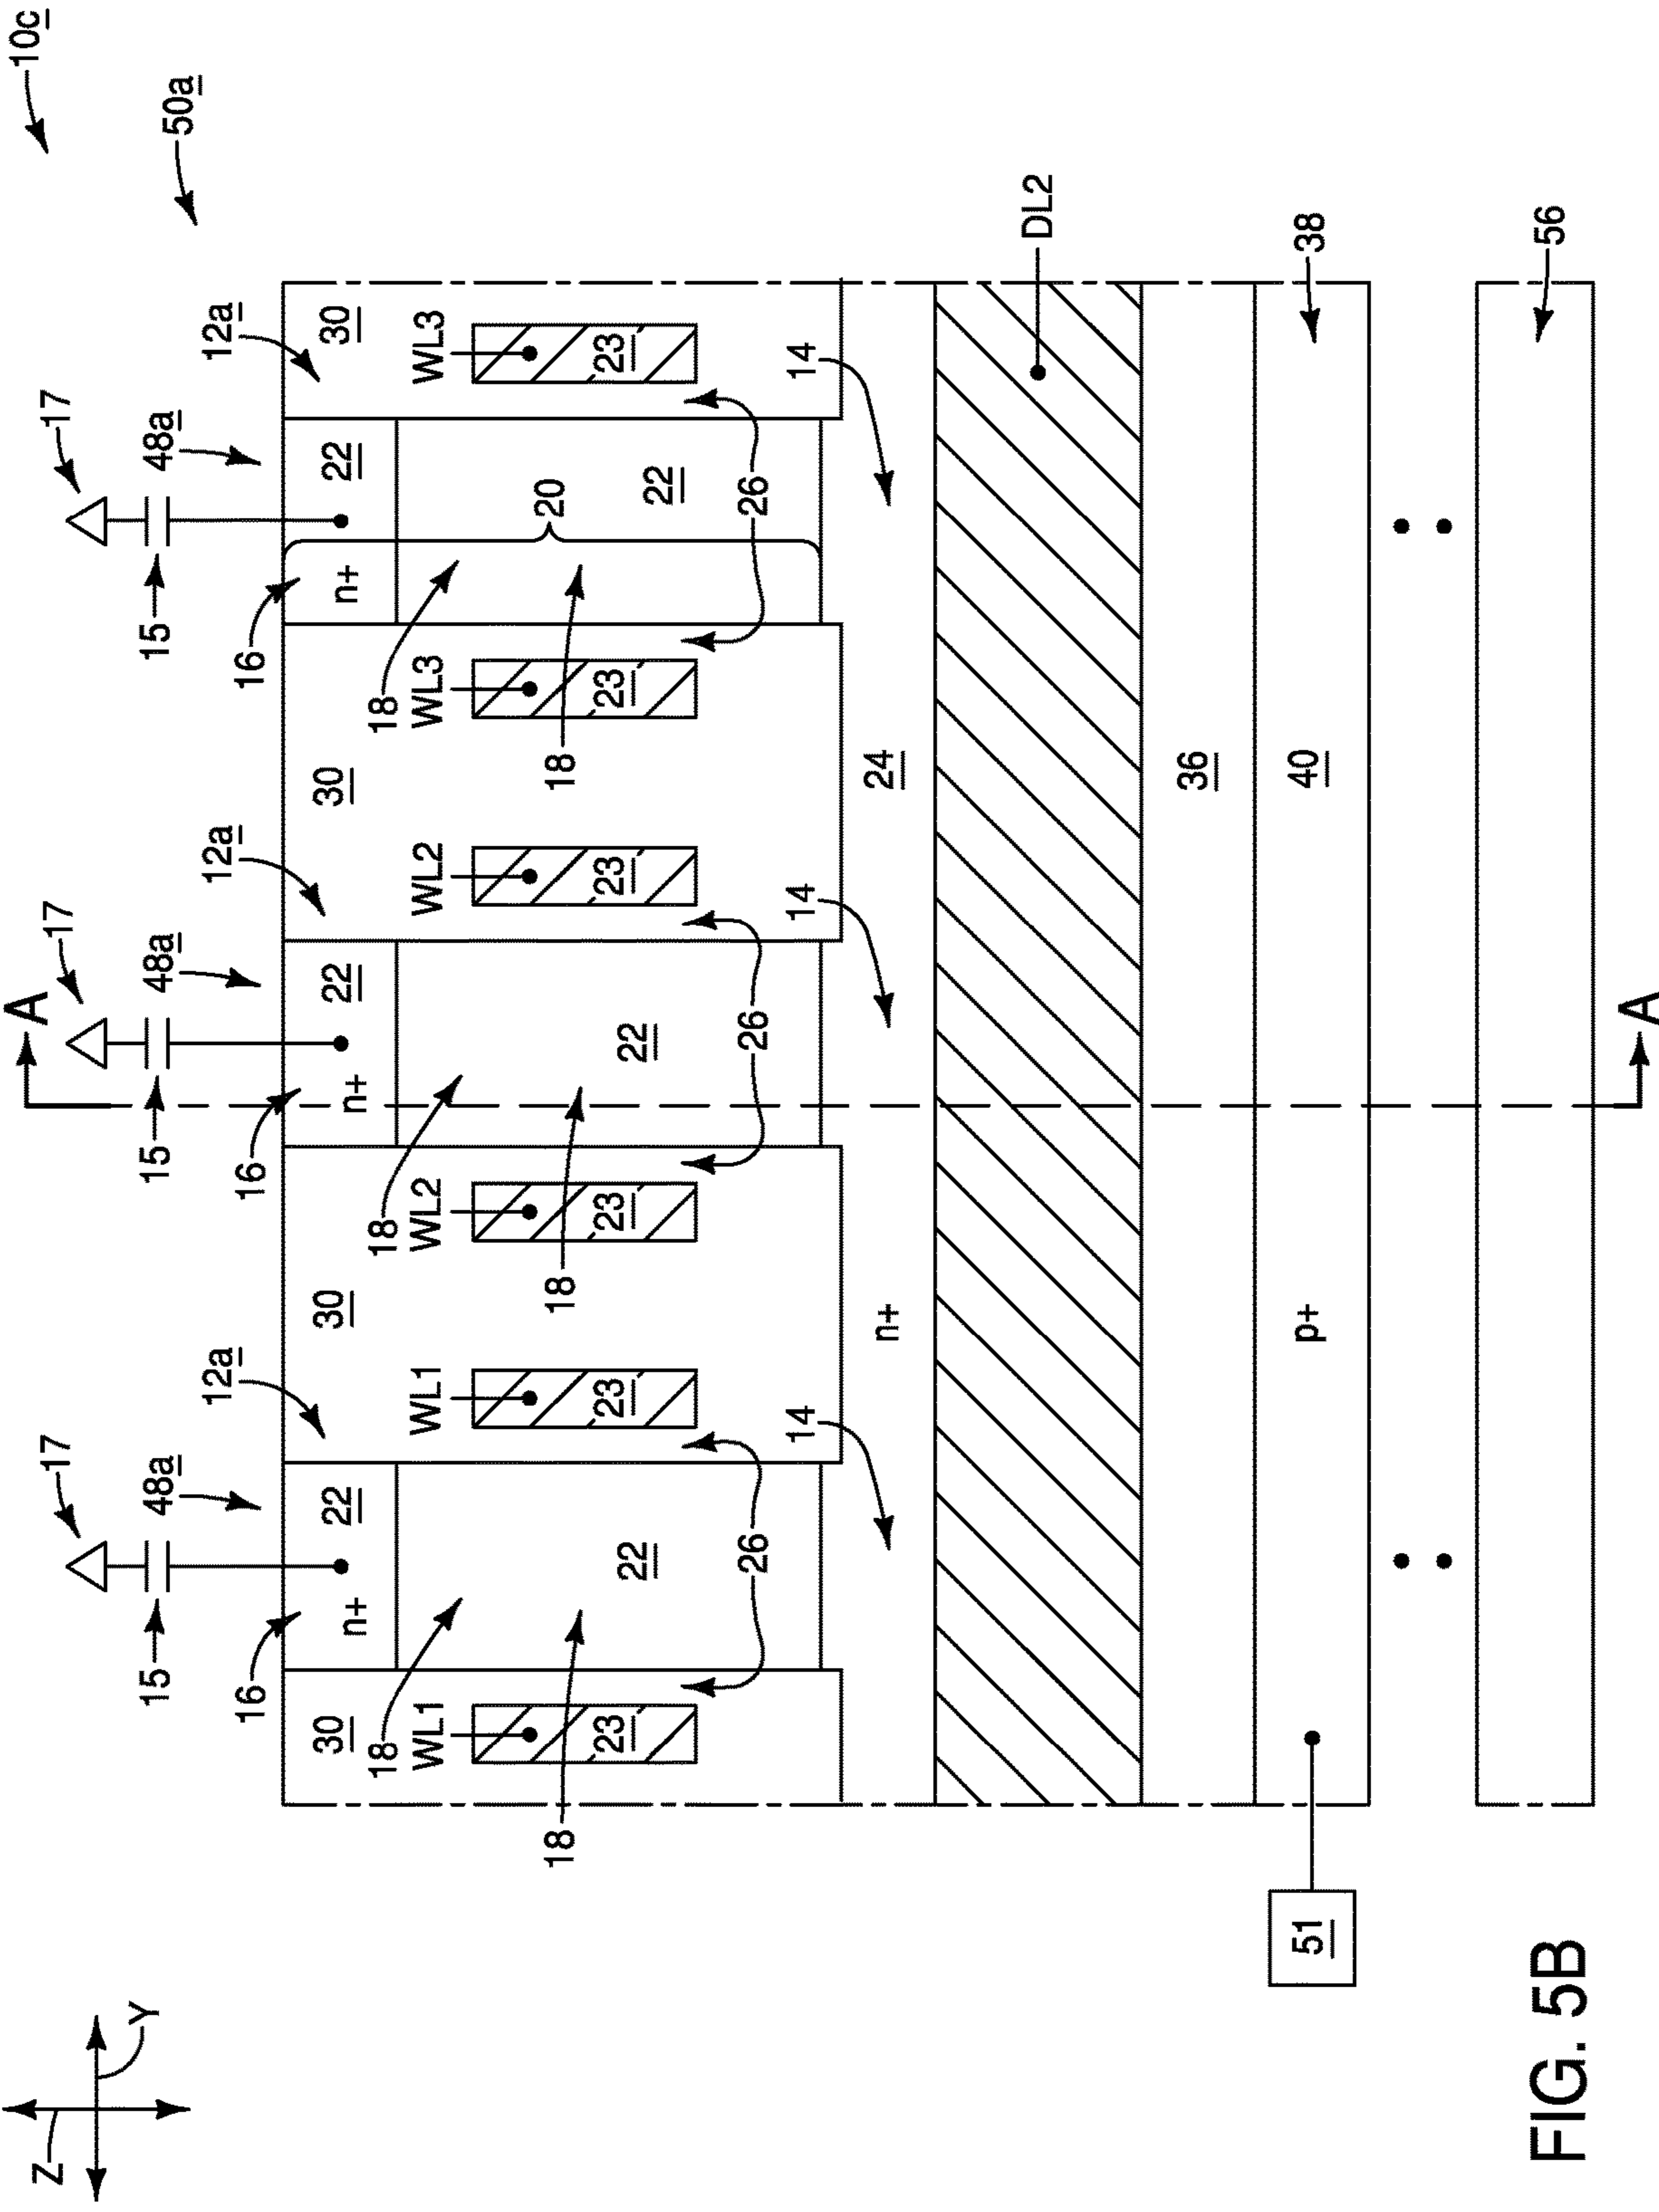 10c
Z
A
17 17 17
Y
15 48a 15 48a 15 48a 50a
12a 12a 12a
16 16 16
30 n+ 22 30 n+ 22 30 n+ 22 30
18 18 18
WL1 WL1 WL2 WL2 WL3 WL3
20
18 18 18
23 22 23 23 22 23 23 22 23
26 26 26
14 14 14
n+ 24
DL2
36
51 p+ 40 38
56
FIG. 5B
A